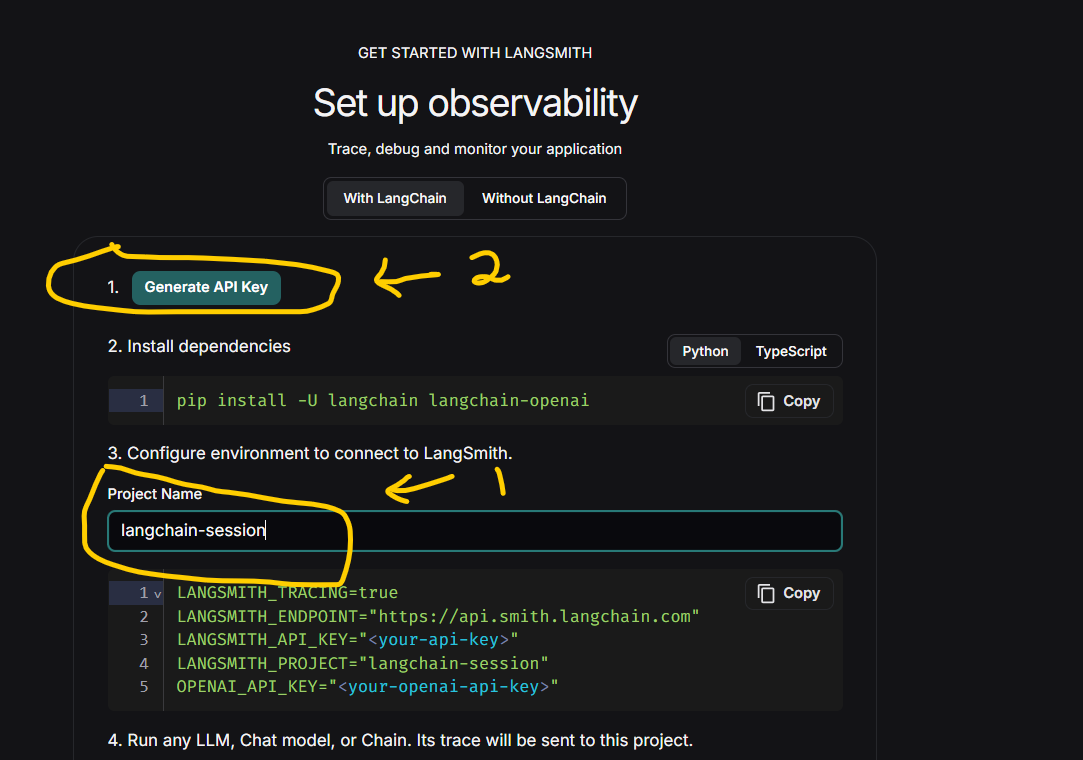 GET STARTED WITH LANGSMITH
Set up observability
Trace, debug and monitor your application
With LangChain Without LangChain
1. Generate API Key ← 2
2. Install dependencies
Python TypeScript
1 pip install -U langchain langchain-openai Copy
3. Configure environment to connect to LangSmith.
Project Name ← 1
langchain-session
1 LANGSMITH_TRACING=true Copy
2 LANGSMITH_ENDPOINT="https://api.smith.langchain.com"
3 LANGSMITH_API_KEY="<your-api-key>"
4 LANGSMITH_PROJECT="langchain-session"
5 OPENAI_API_KEY="<your-openai-api-key>"
4. Run any LLM, Chat model, or Chain. Its trace will be sent to this project.